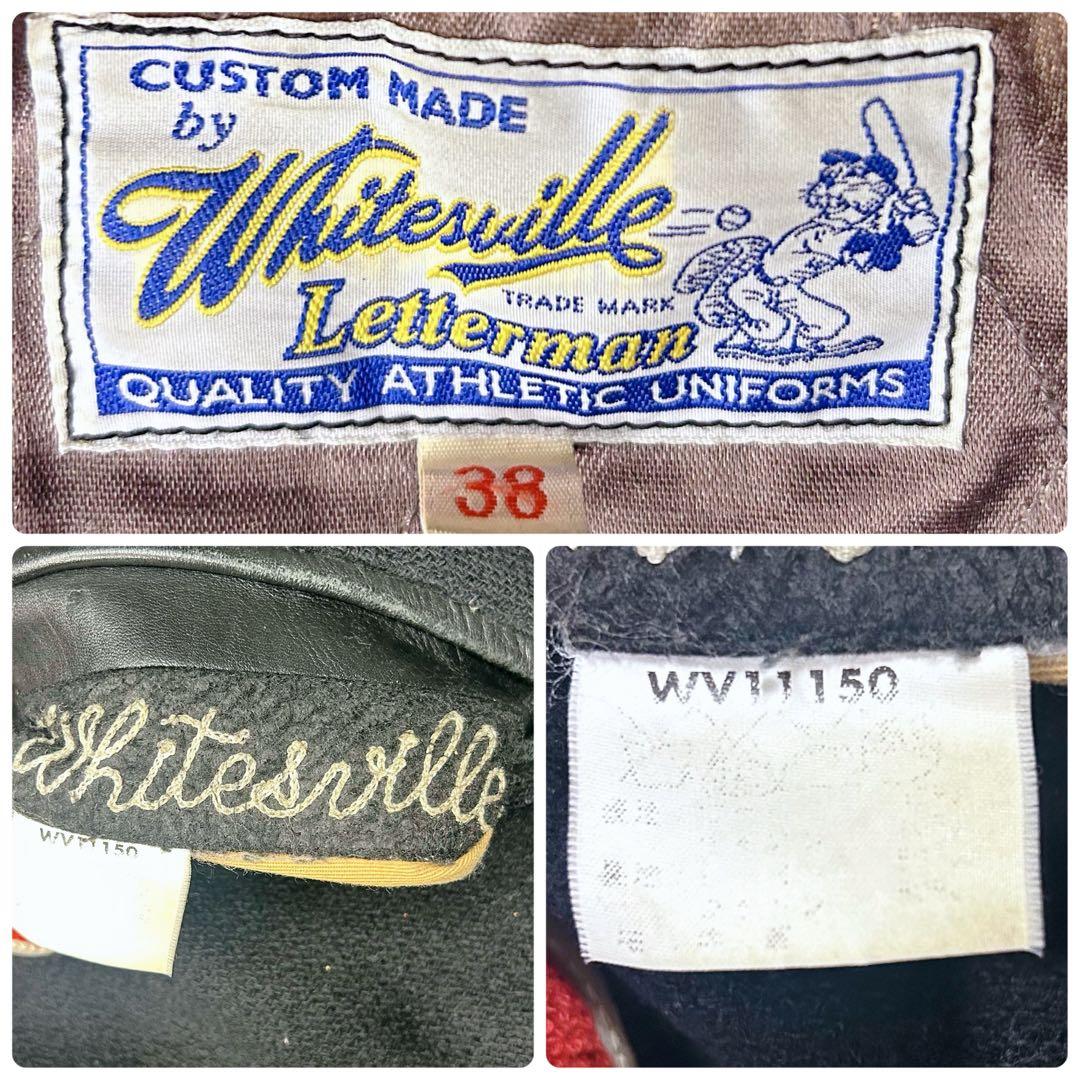 CUSTOM MADE
by
Whitesville
TRADE MARK
Letterman
QUALITY ATHLETIC UNIFORMS
38
Whitesville
WV11150
WV11150